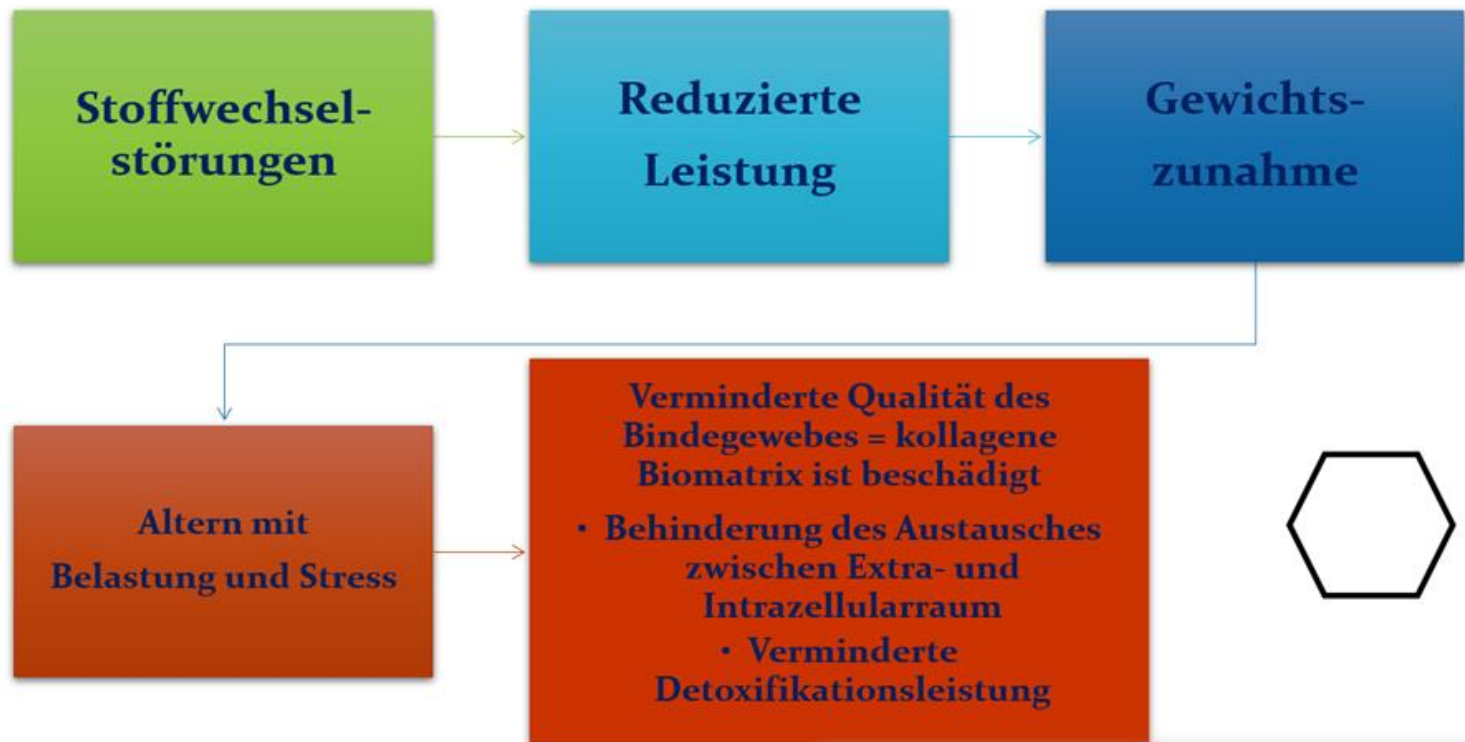 Stoffwechsel-
störungen
Reduzierte
Leistung
Gewichts-
zunahme
Altern mit
Belastung und Stress
Verminderte Qualität des
Bindegewebes = kollagene
Biomatrix ist beschädigt
• Behinderung des Austausches
zwischen Extra- und
Intrazellularraum
• Verminderte
Detoxifikationsleistung